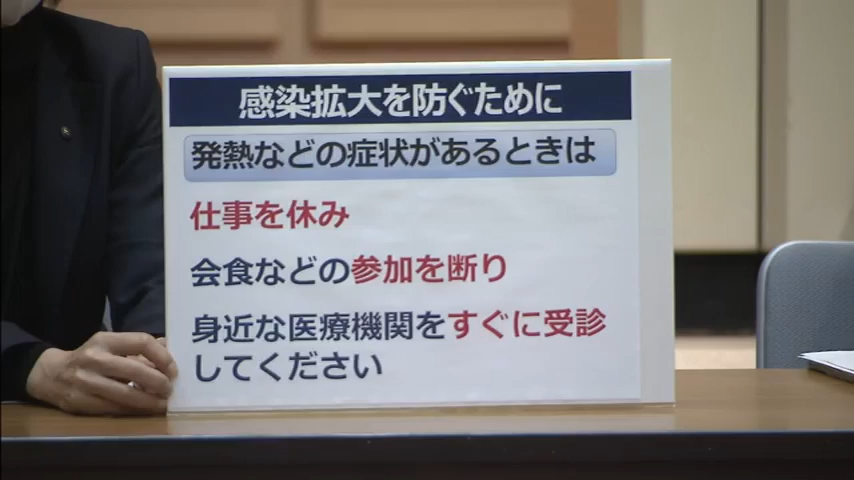 感染拡大を防ぐために
発熱などの症状があるときは
仕事を休み
会食などの参加を断り
身近な医療機関をすぐに受診
してください